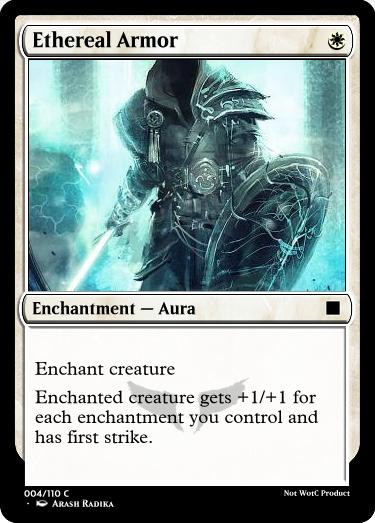 Ethereal Armor
Enchantment — Aura
Enchant creature
Enchanted creature gets +1/+1 for
each enchantment you control and
has first strike.
004/110 C
Not WotC Product
· Arash Radika